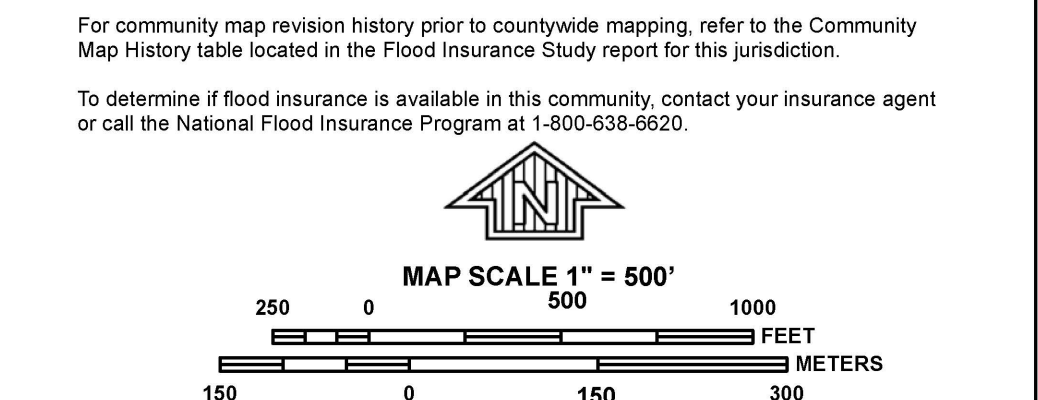 For community map revision history prior to countywide mapping, refer to the Community
Map History table located in the Flood Insurance Study report for this jurisdiction.
To determine if flood insurance is available in this community, contact your insurance agent
or call the National Flood Insurance Program at 1-800-638-6620.
N
MAP SCALE 1" = 500’
250 0 500 1000
FEET
METERS
150 0 150 300